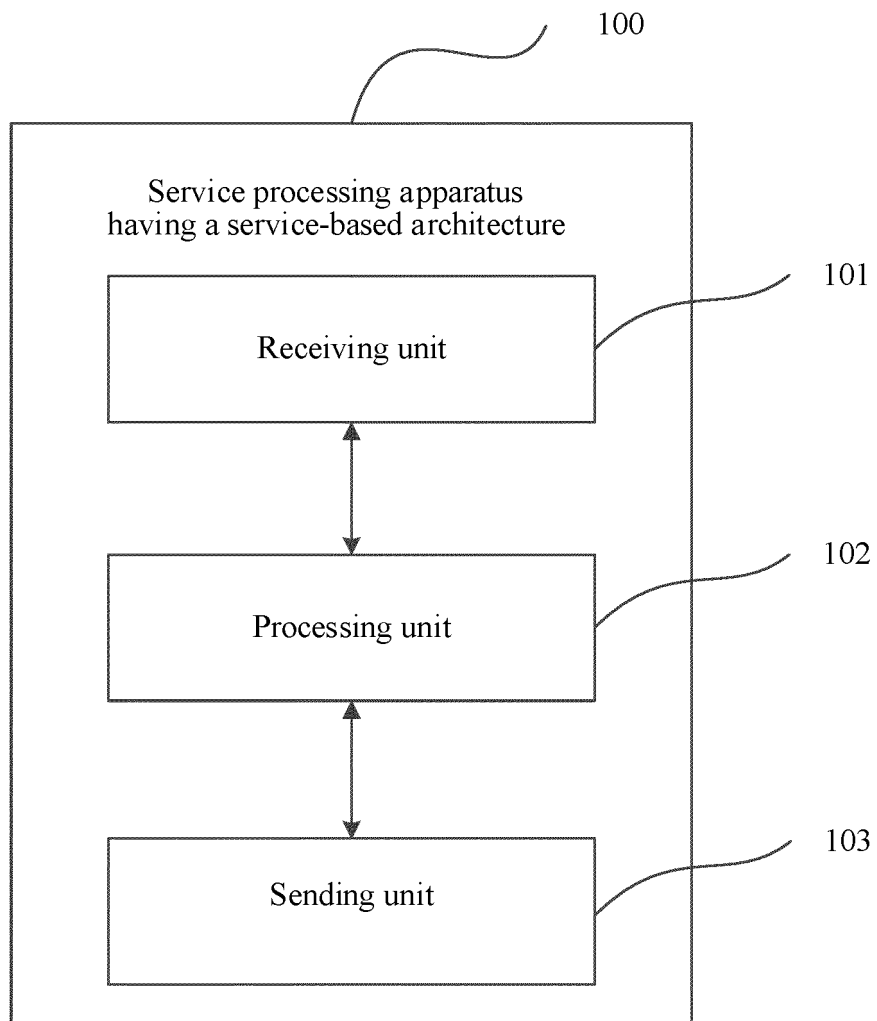 100
Service processing apparatus
having a service-based architecture
101
Receiving unit
102
Processing unit
103
Sending unit